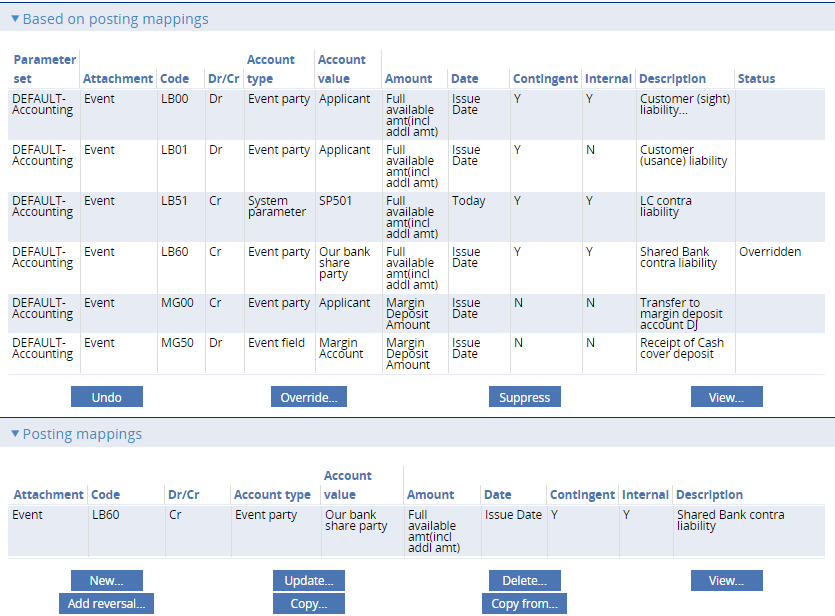 Based on posting mappings
Parameter set Attachment Code Dr/Cr Account type Account value Amount Date Contingent Internal Description Status
DEFAULT-Accounting Event LB00 Dr Event party Applicant Full available amt(incl addl amt) Issue Date Y Y Customer (sight) liability...
DEFAULT-Accounting Event LB01 Dr Event party Applicant Full available amt(incl addl amt) Issue Date Y N Customer (usance) liability
DEFAULT-Accounting Event LB51 Cr System parameter SP501 Full available amt(incl addl amt) Today Y Y LC contra liability
DEFAULT-Accounting Event LB60 Cr Event party Our bank share party Full available amt(incl addl amt) Issue Date Y Y Shared Bank contra liability Overridden
DEFAULT-Accounting Event MG00 Cr Event party Applicant Margin Deposit Amount Issue Date N N Transfer to margin deposit account DJ
DEFAULT-Accounting Event MG50 Dr Event field Margin Account Margin Deposit Amount Issue Date N N Receipt of Cash cover deposit
Undo Override... Suppress View...
Posting mappings
Attachment Code Dr/Cr Account type Account value Amount Date Contingent Internal Description
Event LB60 Cr Event party Our bank share party Full available amt(incl addl amt) Issue Date Y Y Shared Bank contra liability
New... Update... Delete... View...
Add reversal... Copy... Copy from...